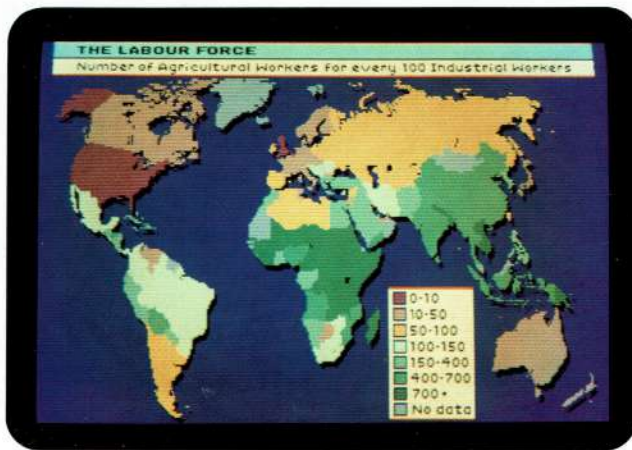 THE LABOUR FORCE
Number of Agricultural Workers for every 100 Industrial Workers
0-10
10-50
50-100
100-150
150-400
400-700
700+
No data